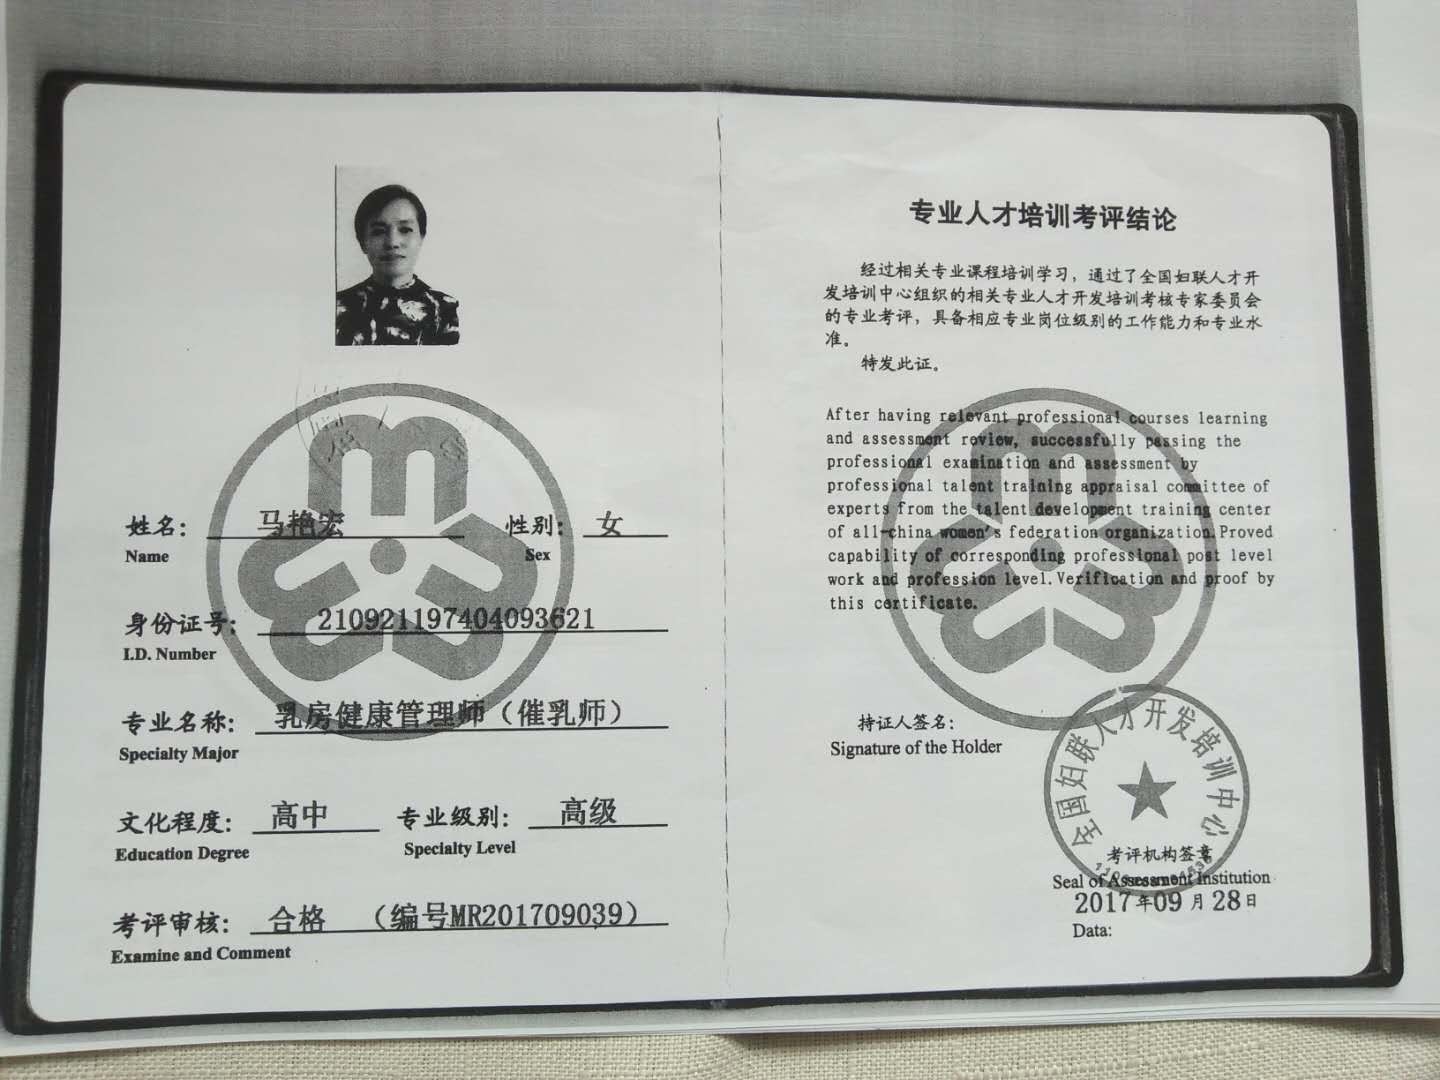 姓名：马艳宏 性别：女
Name Sex
身份证号：210921197404093621
I.D. Number
专业名称：乳房健康管理师（催乳师）
Specialty Major
文化程度：高中 专业级别：高级
Education Degree Specialty Level
考评审核：合格 （编号MR201709039）
Examine and Comment
专业人才培训考评结论
经过相关专业课程培训学习，通过了全国妇联人才开
发培训中心组织的相关专业人才开发培训考核专家委员会
的专业考评，具备相应专业岗位级别的工作能力和专业水
准。
特发此证。
After having relevant professional courses learning
and assessment review, successfully passing the
professional examination and assessment by
professional talent training appraisal committee of
experts from the talent development training center
of all-china women's federation organization.Proved
capability of corresponding professional post level
work and profession level.Verification and proof by
this certificate.
持证人签名：
Signature of the Holder
全国妇联人才开发培训中心
考评机构签章
Seal of Assessment Institution
2017年09月28日
Data: